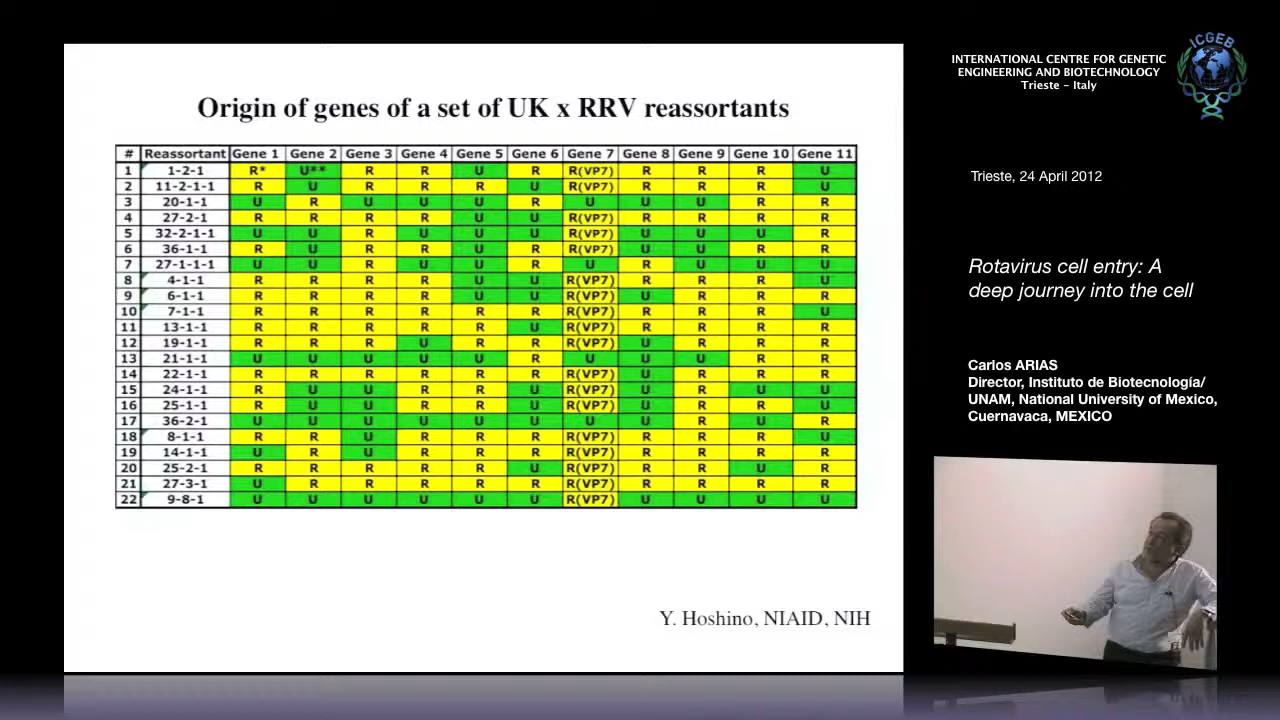 Origin of genes of a set of UK x RRV reassortants
# Reassortant Gene 1 Gene 2 Gene 3 Gene 4 Gene 5 Gene 6 Gene 7 Gene 8 Gene 9 Gene 10 Gene 11
1 1-2-1 R* U** R R U R R(VP7) R R R U
2 11-2-1-1 R U R R R U R(VP7) R R R U
3 20-1-1 U R U U U R U U U R R
4 27-2-1 R R R R U U R(VP7) R R R R
5 32-2-1-1 U U R U U U R(VP7) U U U R
6 36-1-1 R U R R U R R(VP7) U U R R
7 27-1-1-1 U U R U U R U R U U U
8 4-1-1 R R R R U U R(VP7) R R R U
9 6-1-1 R R R R U U R(VP7) U R R R
10 7-1-1 R R R R R R R(VP7) R R R U
11 13-1-1 R R R R R U R(VP7) R R R R
12 19-1-1 R R R U R R R(VP7) U R R R
13 21-1-1 U U U U U R U U U R R
14 22-1-1 R R R R R R R(VP7) U R R R
15 24-1-1 R U U R R U R(VP7) U R U U
16 25-1-1 R U U R R U R(VP7) U R R U
17 36-2-1 U U U U U U U U R U R
18 8-1-1 R R U R R R R(VP7) R R R U
19 14-1-1 U R U R R R R(VP7) R R R R
20 25-2-1 R R R R R U R(VP7) R R U R
21 27-3-1 U R R R R R R(VP7) R R R R
22 9-8-1 U U U U U U R(VP7) U U U U
Y. Hoshino, NIAID, NIH
INTERNATIONAL CENTRE FOR GENETIC
ENGINEERING AND BIOTECHNOLOGY
Trieste - Italy
ICGEB
Trieste, 24 April 2012
Rotavirus cell entry: A
deep journey into the cell
Carlos ARIAS
Director, Instituto de Biotecnología/
UNAM, National University of Mexico,
Cuernavaca, MEXICO